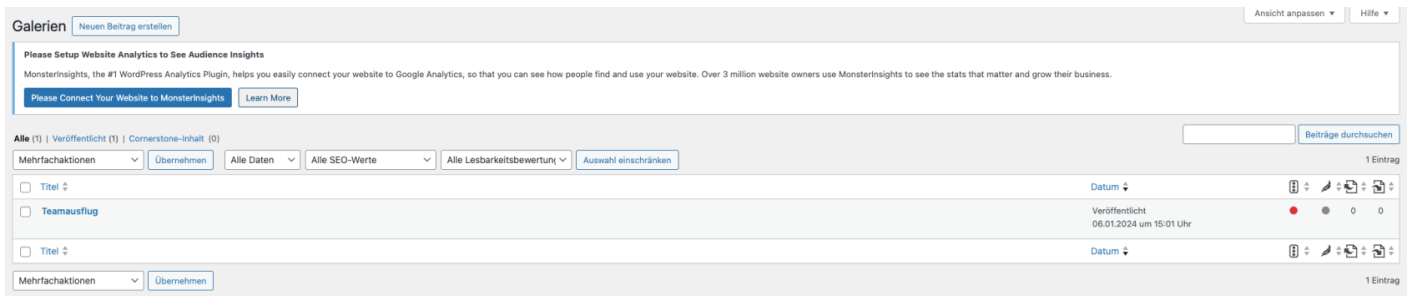 Ansicht anpassen ▼ Hilfe ▼
Galerien Neuen Beitrag erstellen
Please Setup Website Analytics to See Audience Insights
MonsterInsights, the #1 WordPress Analytics Plugin, helps you easily connect your website to Google Analytics, so that you can see how people find and use your website. Over 3 million website owners use MonsterInsights to see the stats that matter and grow their business.
Please Connect Your Website to MonsterInsights Learn More
Alle (1) | Veröffentlicht (1) | Cornerstone-Inhalt (0) Beiträge durchsuchen
Mehrfachaktionen Übernehmen Alle Daten Alle SEO-Werte Alle Lesbarkeitsbewertung Auswahl einschränken 1 Eintrag
Titel Datum
Teamausflug Veröffentlicht 0 0
06.01.2024 um 15:01 Uhr
Titel Datum
Mehrfachaktionen Übernehmen 1 Eintrag